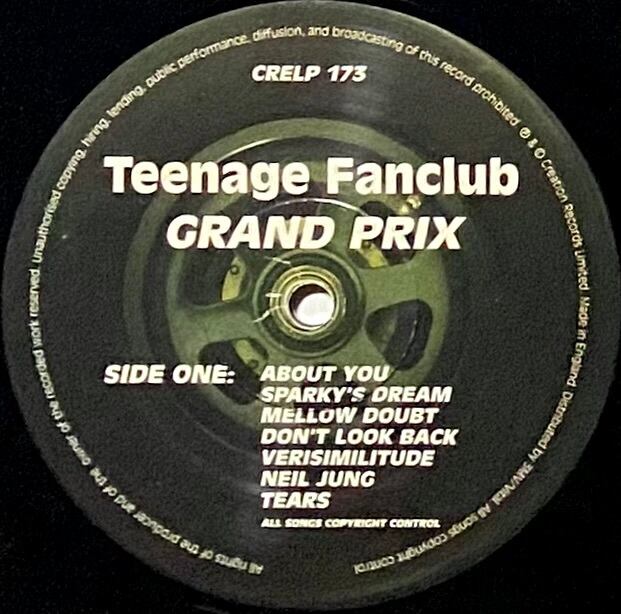 All rights of the producer and of the owner of the recorded work reserved. Unauthorised copying, hiring, lending, public performance, diffusion, and broadcasting of this record prohibited ℗ & © Creation Records Limited. Made in England. Distributed by 3MV/Vital. All songs copyright control
CRELP 173
Teenage Fanclub
GRAND PRIX
SIDE ONE: ABOUT YOU
SPARKY'S DREAM
MELLOW DOUBT
DON'T LOOK BACK
VERISIMILITUDE
NEIL JUNG
TEARS
ALL SONGS COPYRIGHT CONTROL